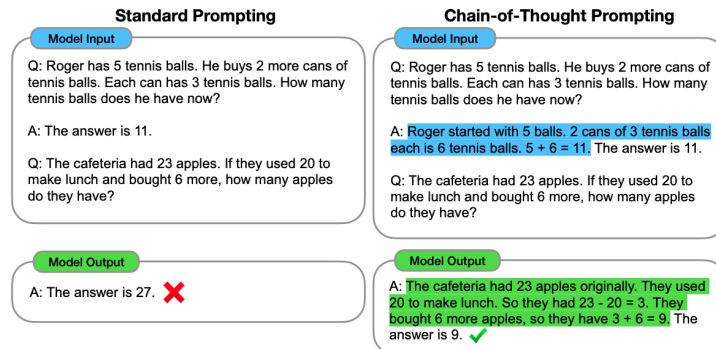 Standard Prompting
Model Input
Q: Roger has 5 tennis balls. He buys 2 more cans of
tennis balls. Each can has 3 tennis balls. How many
tennis balls does he have now?
A: The answer is 11.
Q: The cafeteria had 23 apples. If they used 20 to
make lunch and bought 6 more, how many apples
do they have?
Model Output
A: The answer is 27.
Chain-of-Thought Prompting
Model Input
Q: Roger has 5 tennis balls. He buys 2 more cans of
tennis balls. Each can has 3 tennis balls. How many
tennis balls does he have now?
A: Roger started with 5 balls. 2 cans of 3 tennis balls
each is 6 tennis balls. 5 + 6 = 11. The answer is 11.
Q: The cafeteria had 23 apples. If they used 20 to
make lunch and bought 6 more, how many apples
do they have?
Model Output
A: The cafeteria had 23 apples originally. They used
20 to make lunch. So they had 23 - 20 = 3. They
bought 6 more apples, so they have 3 + 6 = 9. The
answer is 9.